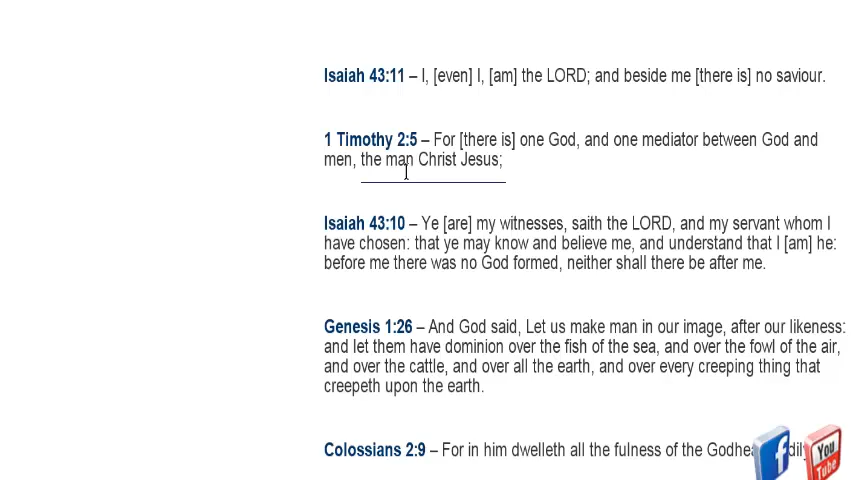 Isaiah 43:11 – I, [even] I, [am] the LORD; and beside me [there is] no saviour.
1 Timothy 2:5 – For [there is] one God, and one mediator between God and
men, the man Christ Jesus;
Isaiah 43:10 – Ye [are] my witnesses, saith the LORD, and my servant whom I
have chosen: that ye may know and believe me, and understand that I [am] he:
before me there was no God formed, neither shall there be after me.
Genesis 1:26 – And God said, Let us make man in our image, after our likeness:
and let them have dominion over the fish of the sea, and over the fowl of the air,
and over the cattle, and over all the earth, and over every creeping thing that
creepeth upon the earth.
Colossians 2:9 – For in him dwelleth all the fulness of the
You
Tube